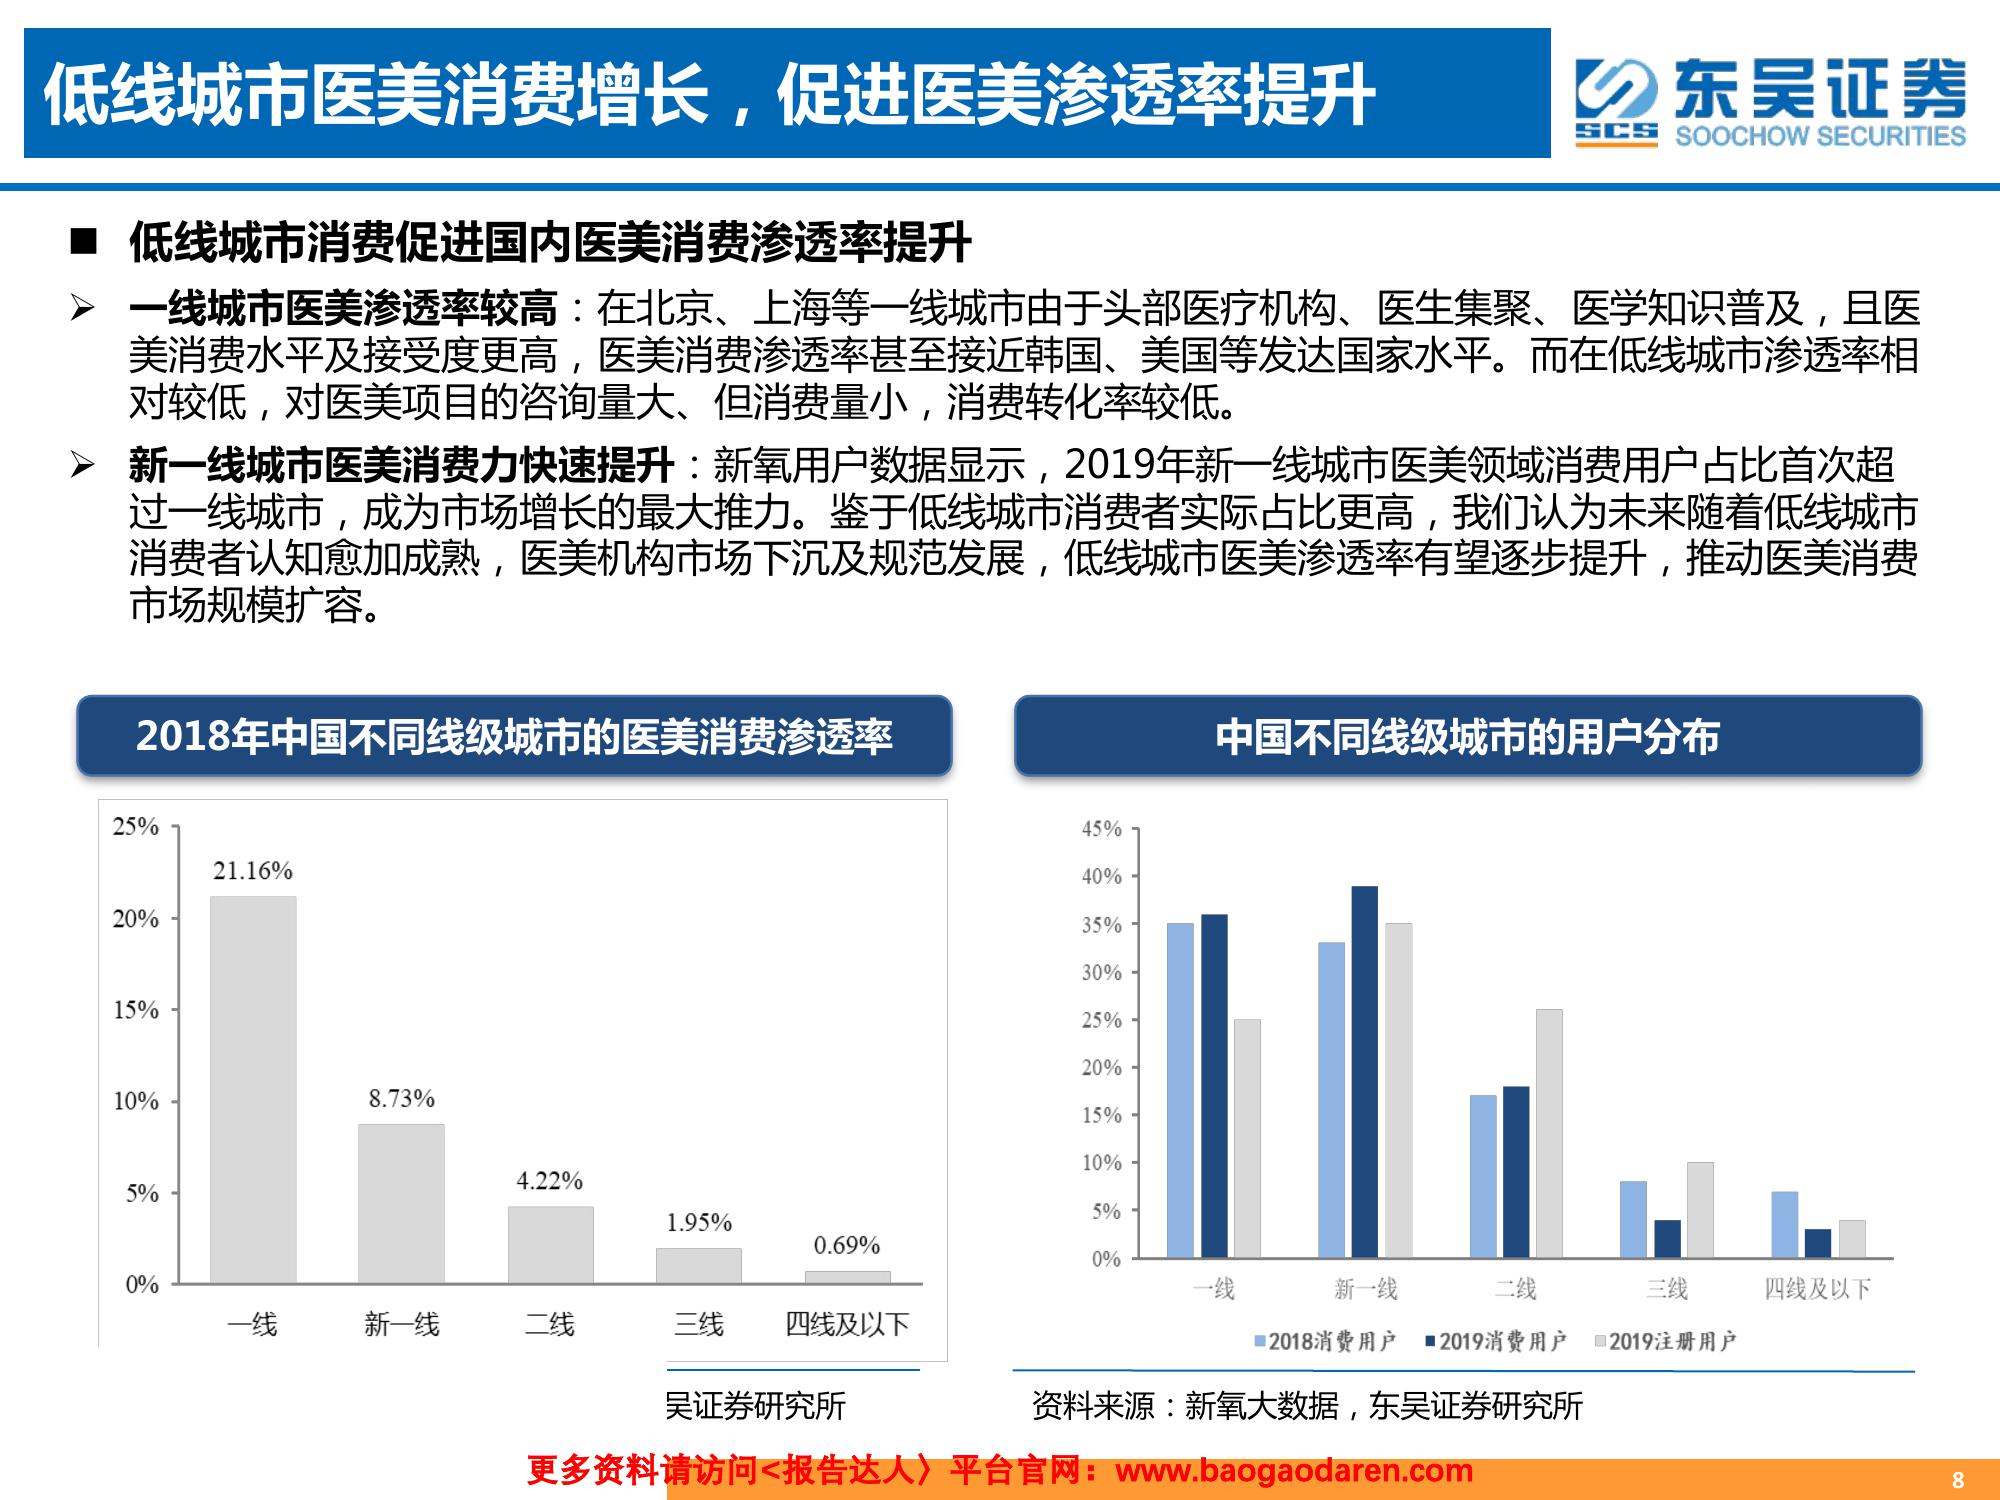 低线城市医美消费增长，促进医美渗透率提升
SCS
东吴证券
SOOCHOW SECURITIES
■ 低线城市消费促进国内医美消费渗透率提升
➢ 一线城市医美渗透率较高：在北京、上海等一线城市由于头部医疗机构、医生集聚、医学知识普及，且医
美消费水平及接受度更高，医美消费渗透率甚至接近韩国、美国等发达国家水平。而在低线城市渗透率相
对较低，对医美项目的咨询量大、但消费量小，消费转化率较低。
➢ 新一线城市医美消费力快速提升：新氧用户数据显示，2019年新一线城市医美领域消费用户占比首次超
过一线城市，成为市场增长的最大推力。鉴于低线城市消费者实际占比更高，我们认为未来随着低线城市
消费者认知愈加成熟，医美机构市场下沉及规范发展，低线城市医美渗透率有望逐步提升，推动医美消费
市场规模扩容。
2018年中国不同线级城市的医美消费渗透率
25%
20%
15%
10%
5%
0%
21.16%
8.73%
4.22%
1.95%
0.69%
一线 新一线 二线 三线 四线及以下
吴证券研究所
中国不同线级城市的用户分布
45%
40%
35%
30%
25%
20%
15%
10%
5%
0%
一线 新一线 二线 三线 四线及以下
2018消费用户 2019消费用户 2019注册用户
资料来源：新氧大数据，东吴证券研究所
更多资料请访问<报告达人〉平台官网：www.baogaodaren.com
8